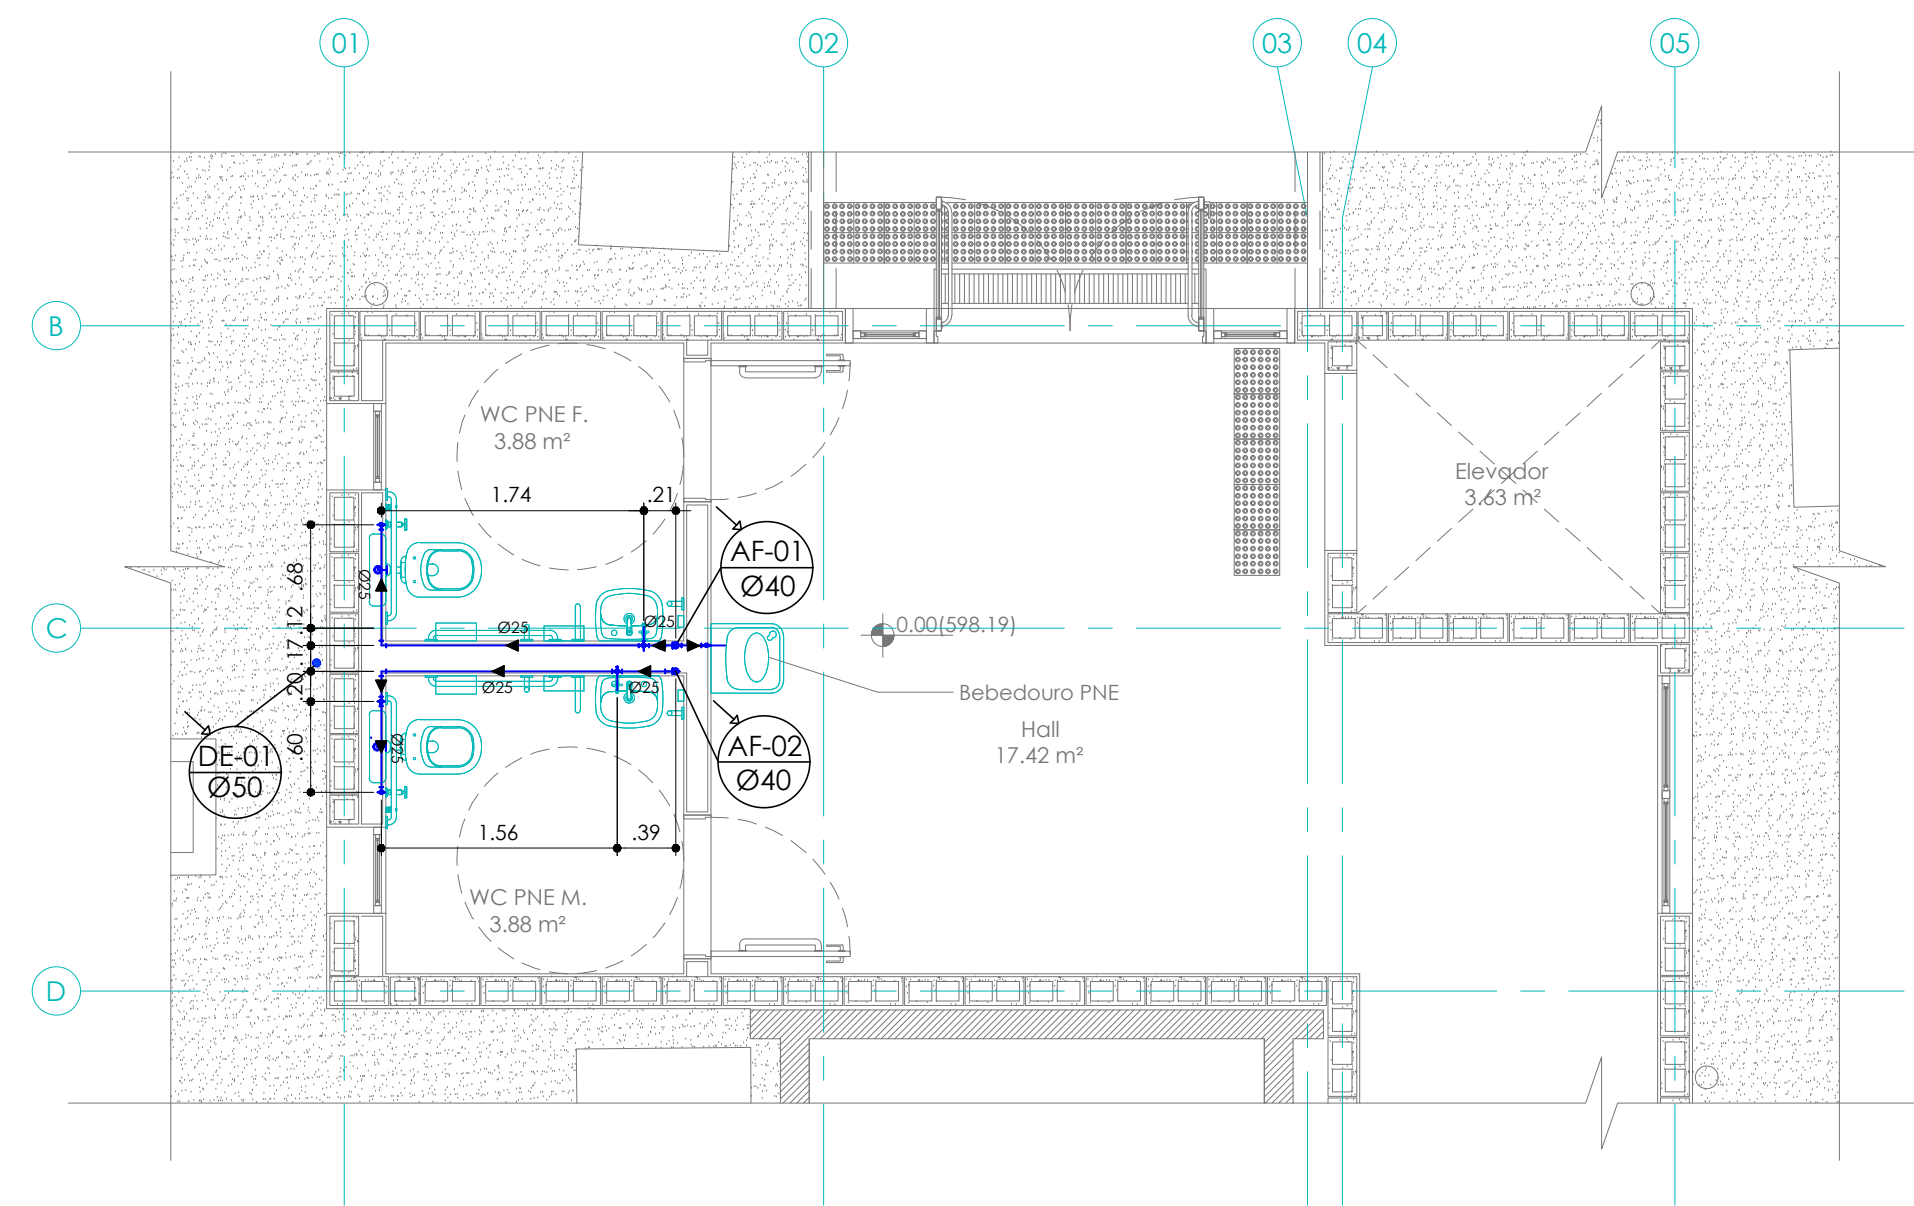 01
02
03
04
05
B
WC PNE F.
3.88 m²
Elevador
3.63 m²
1.74
.21
AF-01
Ø40
.68
Ø25
.12
C
Ø25
Ø25
0.00(598.19)
.17
.20
Ø25
Ø25
Bebedouro PNE
Hall
17.42 m²
.60
Ø25
DE-01
Ø50
AF-02
Ø40
1.56
.39
WC PNE M.
3.88 m²
D